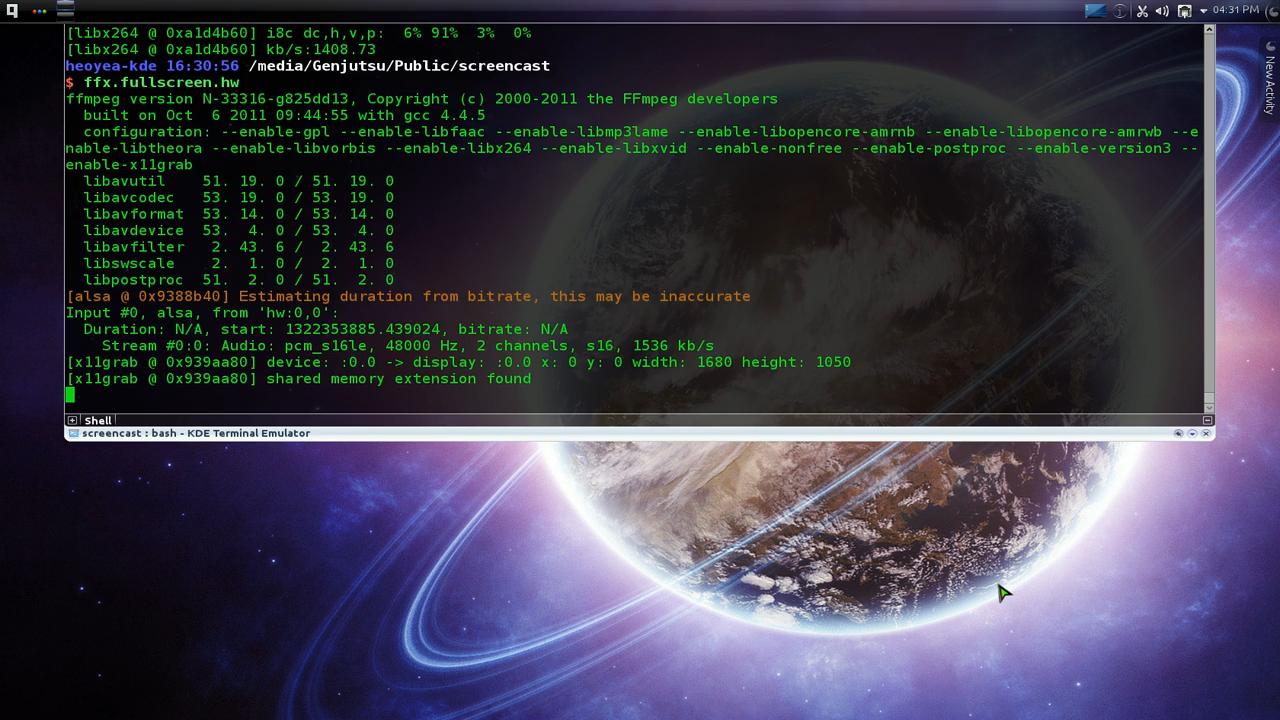 04:31 PM
[libx264 @ 0xa1d4b60] i8c dc,h,v,p:  6% 91%  3%  0%
[libx264 @ 0xa1d4b60] kb/s:1408.73
heoyea-kde 16:30:56 /media/Genjutsu/Public/screencast
$ ffx.fullscreen.hw
ffmpeg version N-33316-g825dd13, Copyright (c) 2000-2011 the FFmpeg developers
  built on Oct  6 2011 09:44:55 with gcc 4.4.5
  configuration: --enable-gpl --enable-libfaac --enable-libmp3lame --enable-libopencore-amrnb --enable-libopencore-amrwb --e
nable-libtheora --enable-libvorbis --enable-libx264 --enable-libxvid --enable-nonfree --enable-postproc --enable-version3 --
enable-x11grab
  libavutil    51. 19. 0 / 51. 19. 0
  libavcodec   53. 19. 0 / 53. 19. 0
  libavformat  53. 14. 0 / 53. 14. 0
  libavdevice  53.  4. 0 / 53.  4. 0
  libavfilter   2. 43. 6 /  2. 43. 6
  libswscale    2.  1. 0 /  2.  1. 0
  libpostproc  51.  2. 0 / 51.  2. 0
[alsa @ 0x9388b40] Estimating duration from bitrate, this may be inaccurate
Input #0, alsa, from 'hw:0,0':
  Duration: N/A, start: 1322353885.439024, bitrate: N/A
    Stream #0:0: Audio: pcm_s16le, 48000 Hz, 2 channels, s16, 1536 kb/s
[x11grab @ 0x939aa80] device: :0.0 -> display: :0.0 x: 0 y: 0 width: 1680 height: 1050
[x11grab @ 0x939aa80] shared memory extension found
Shell
screencast : bash - KDE Terminal Emulator
New Activity